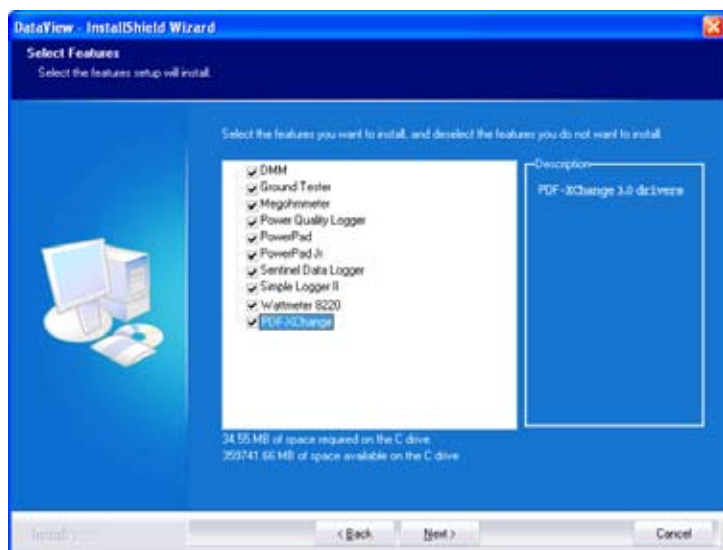 DataView - InstallShield Wizard
Select Features
Select the features setup will install.
Select the features you want to install, and deselect the features you do not want to install.
DMM
Ground Tester
Megohmmeter
Power Quality Logger
PowerPad
PowerPad Jr.
Sentinel Data Logger
Simple Logger II
Wattmeter 8220
PDF-XChange
Description
PDF-XChange 3.0 drivers
34.55 MB of space required on the C drive
359741.66 MB of space available on the C drive
< Back
Next >
Cancel